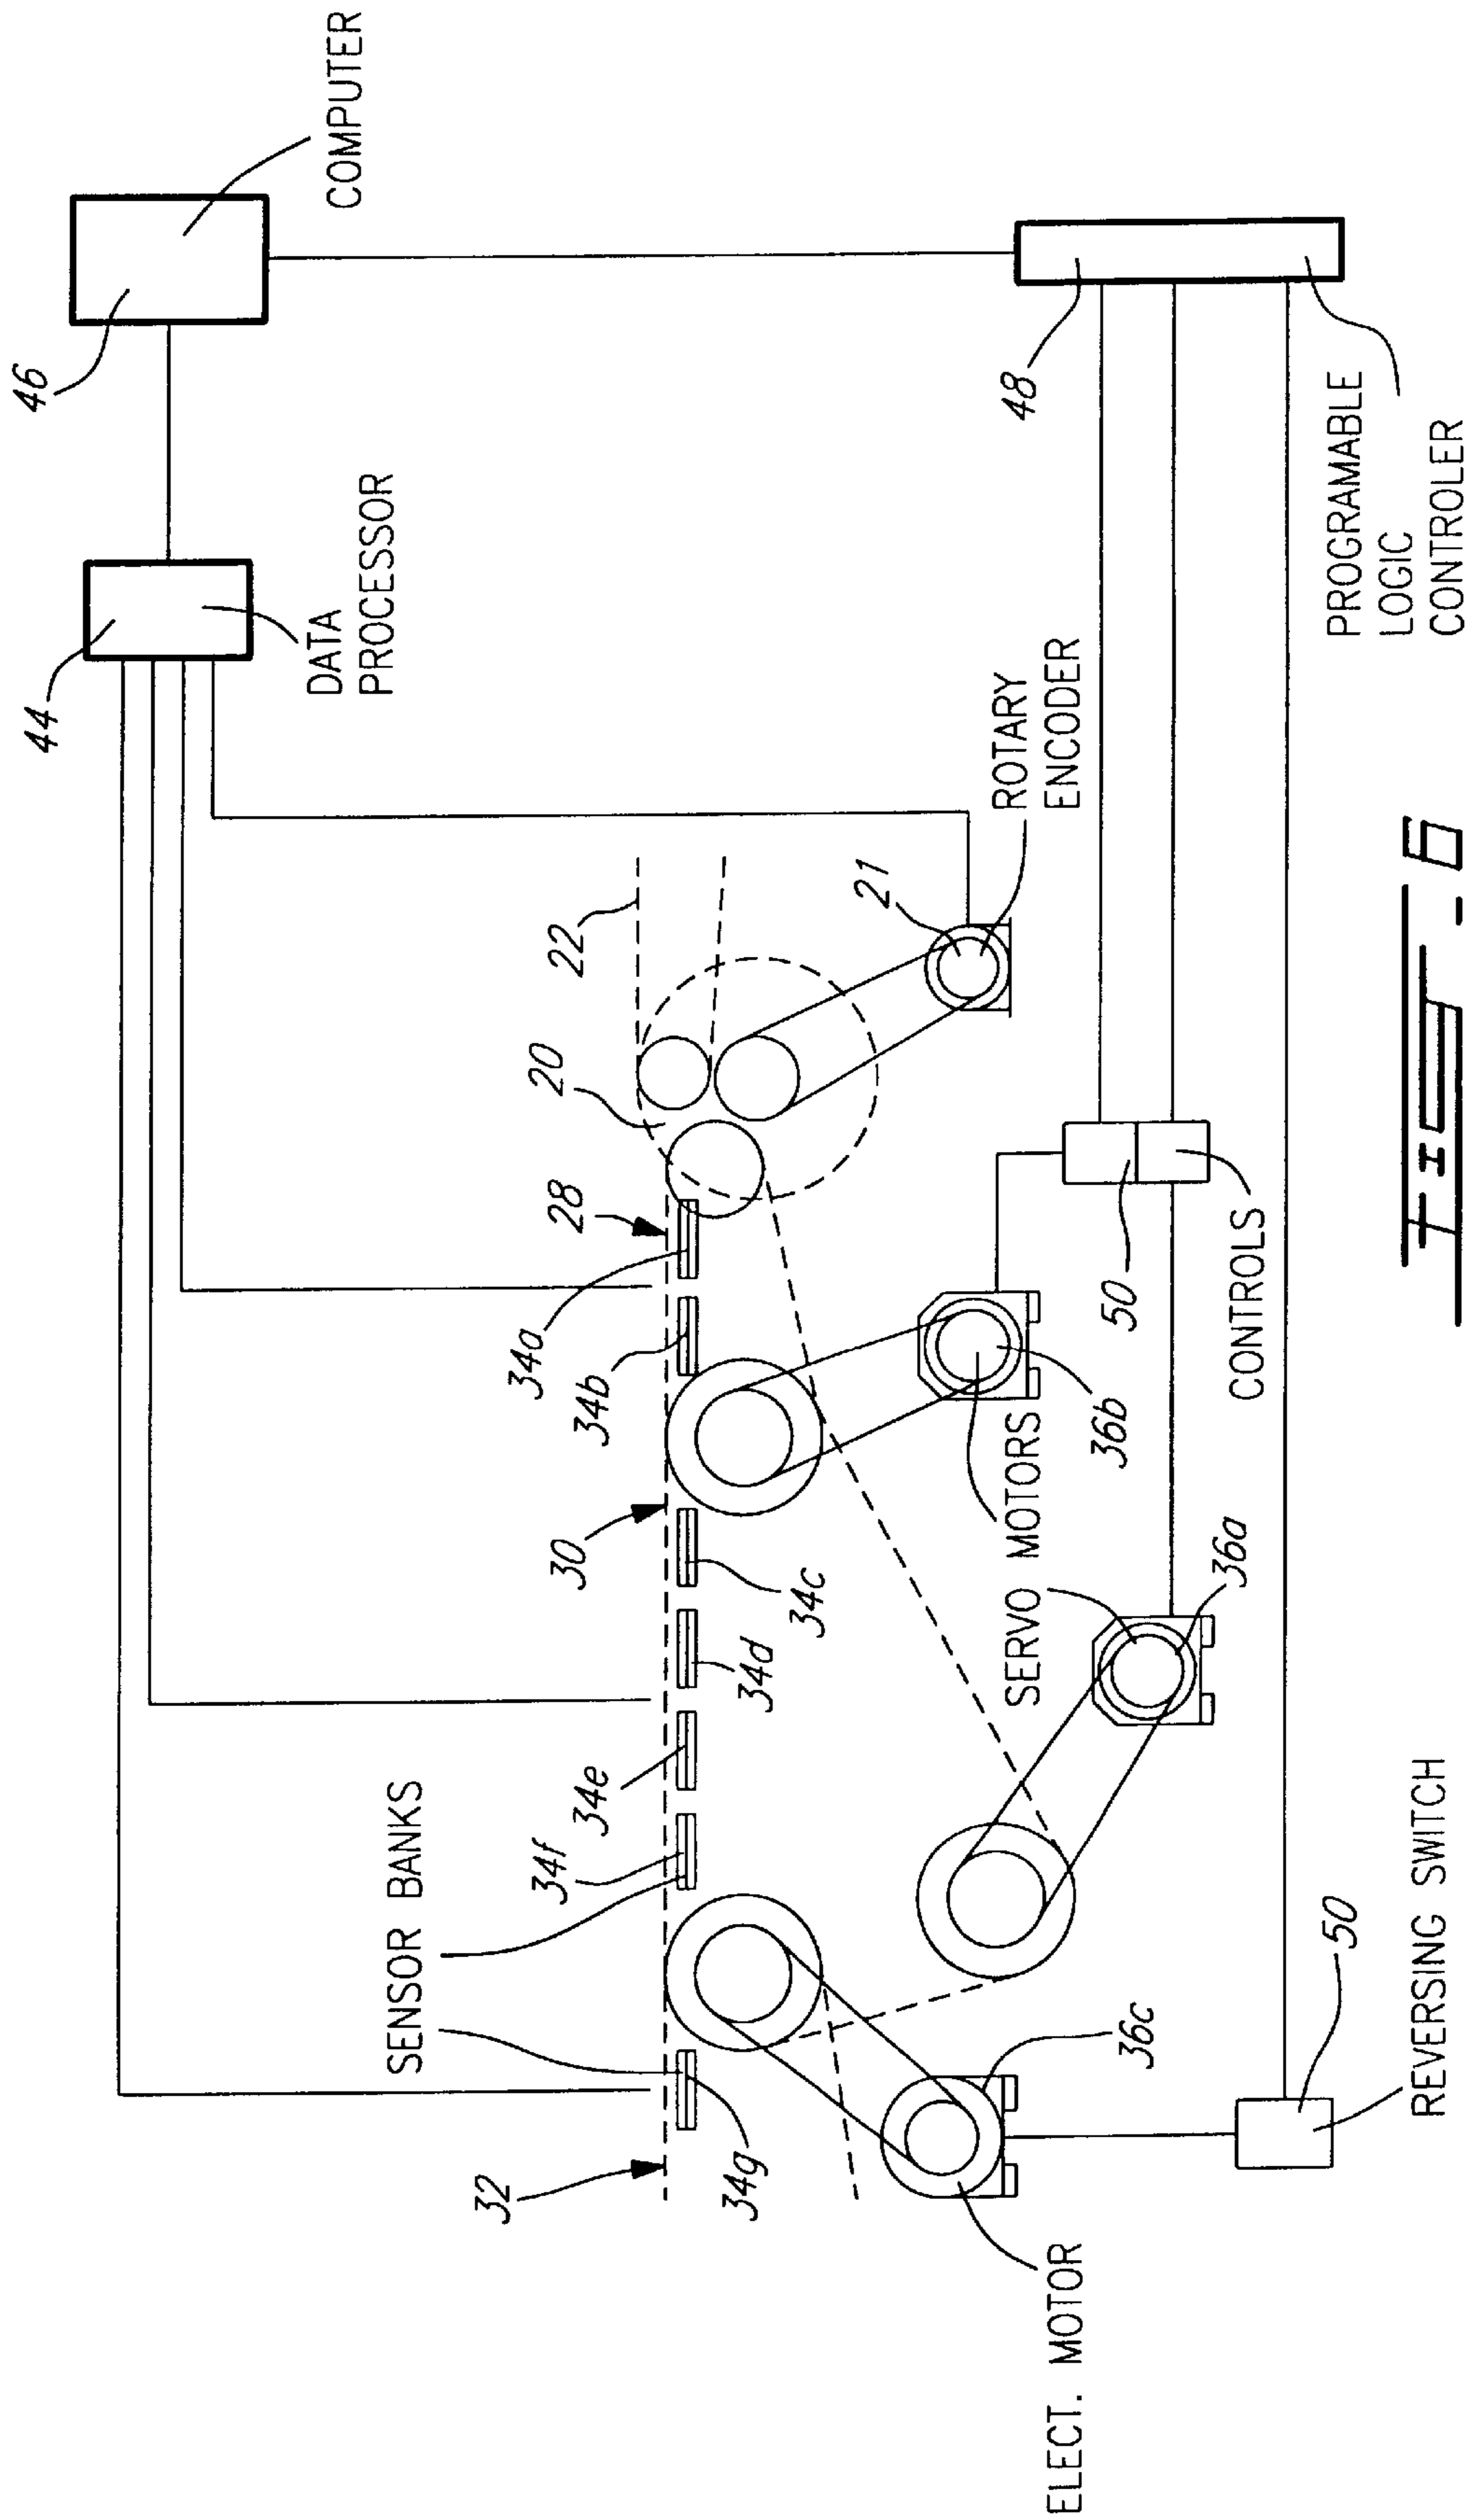 44
46
COMPUTER
DATA
PROCESSOR
SENSOR BANKS
32
34f
34e
34a
34b
30
28
20
22
34g
34d
34c
21
ROTARY
ENCODER
48
SERVO MOTORS
ELECT. MOTOR
36c
36b
50
36a
CONTROLS
50
REVERSING SWITCH
PROGRAMABLE
LOGIC
CONTROLER
FIG-6